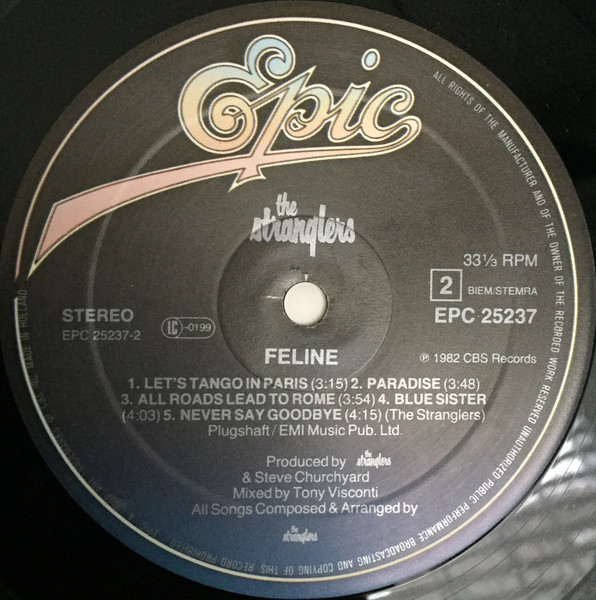 Epic
the
stranglers
33⅓ RPM
2
BIEM/STEMRA
STEREO
EPC 25237-2
LC-0199
EPC 25237
FELINE
℗ 1982 CBS Records
1. LET'S TANGO IN PARIS (3:15) 2. PARADISE (3:48)
3. ALL ROADS LEAD TO ROME (3:54) 4. BLUE SISTER
(4:03) 5. NEVER SAY GOODBYE (4:15) (The Stranglers)
Plugshaft / EMI Music Pub. Ltd.
Produced by the stranglers
& Steve Churchyard
Mixed by Tony Visconti
All Songs Composed & Arranged by
the
stranglers
ALL RIGHTS OF THE MANUFACTURER AND OF THE OWNER OF THE RECORDED WORK RESERVED UNAUTHORIZED PUBLIC PERFORMANCE BROADCASTING AND COPYING OF THIS RECORD PROHIBITED
MADE IN HOLLAND